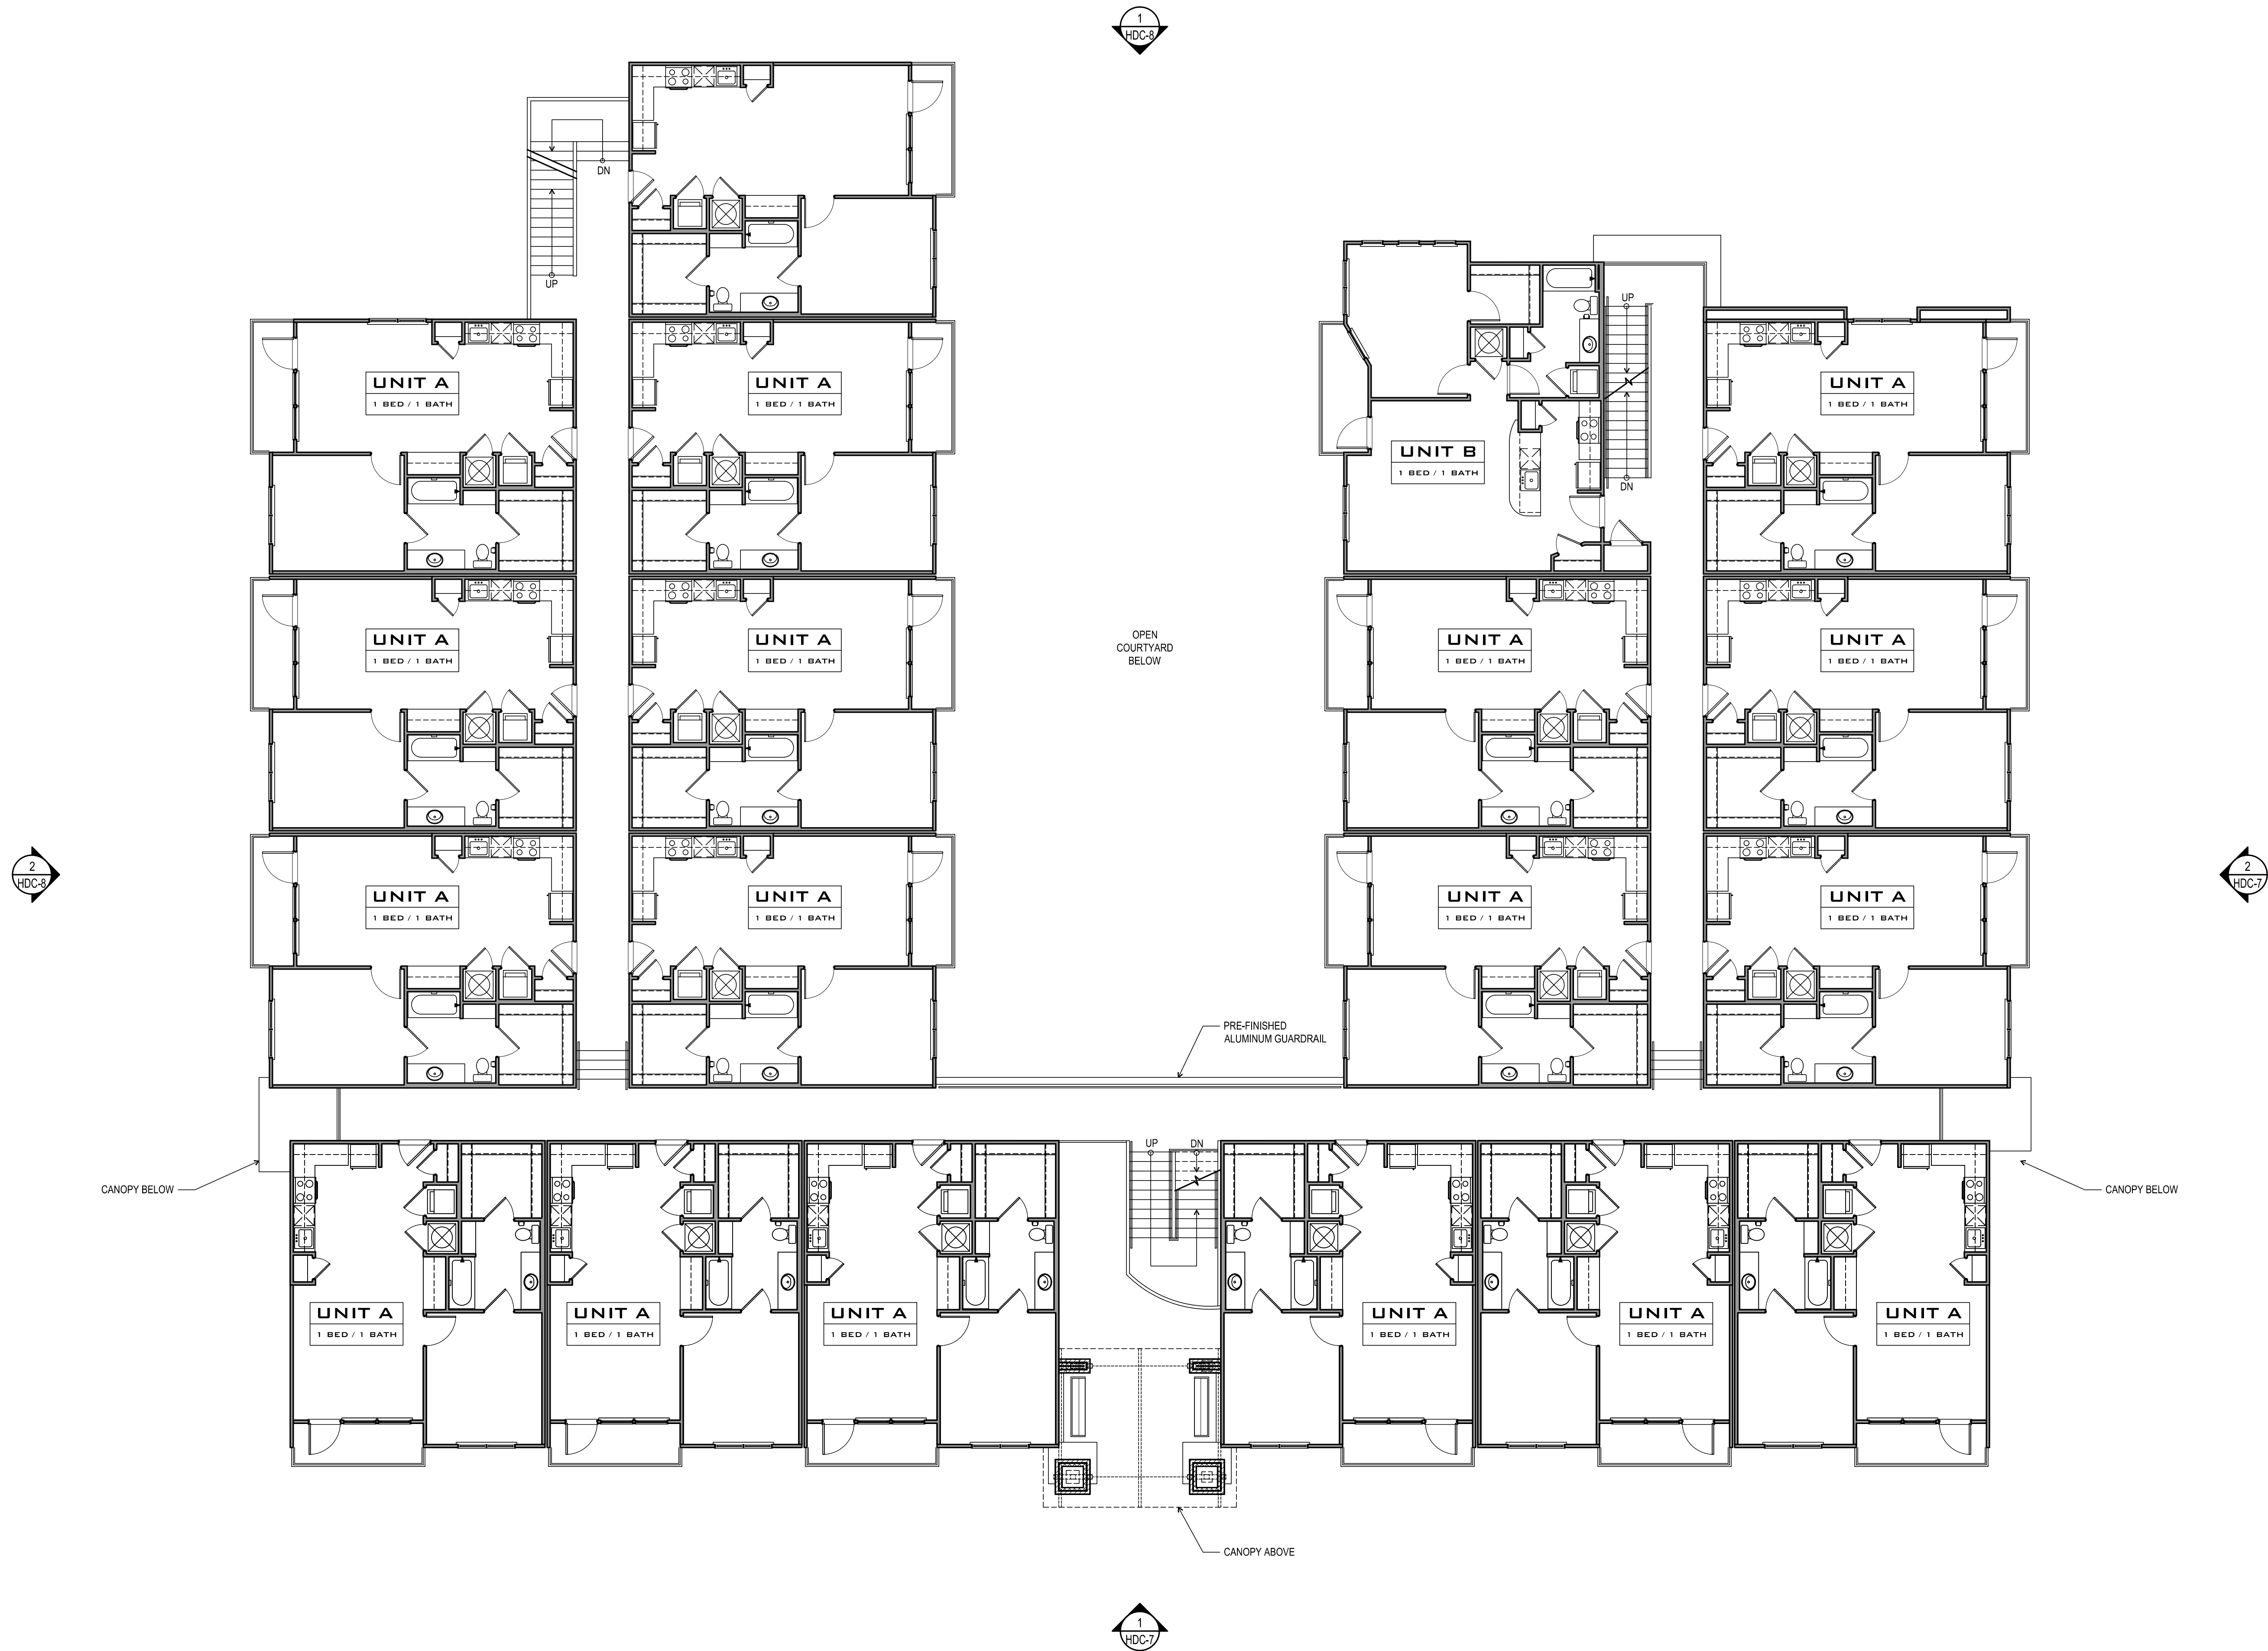 1
HDC-8
DN
UP
UP
UNIT A
1 BED / 1 BATH
UNIT A
1 BED / 1 BATH
UNIT A
1 BED / 1 BATH
UNIT B
1 BED / 1 BATH
DN
UNIT A
1 BED / 1 BATH
UNIT A
1 BED / 1 BATH
OPEN
COURTYARD
BELOW
UNIT A
1 BED / 1 BATH
UNIT A
1 BED / 1 BATH
2
HDC-8
UNIT A
1 BED / 1 BATH
UNIT A
1 BED / 1 BATH
UNIT A
1 BED / 1 BATH
UNIT A
1 BED / 1 BATH
2
HDC-7
PRE-FINISHED
ALUMINUM GUARDRAIL
UP
DN
CANOPY BELOW
CANOPY BELOW
UNIT A
1 BED / 1 BATH
UNIT A
1 BED / 1 BATH
UNIT A
1 BED / 1 BATH
UNIT A
1 BED / 1 BATH
UNIT A
1 BED / 1 BATH
UNIT A
1 BED / 1 BATH
CANOPY ABOVE
1
HDC-7